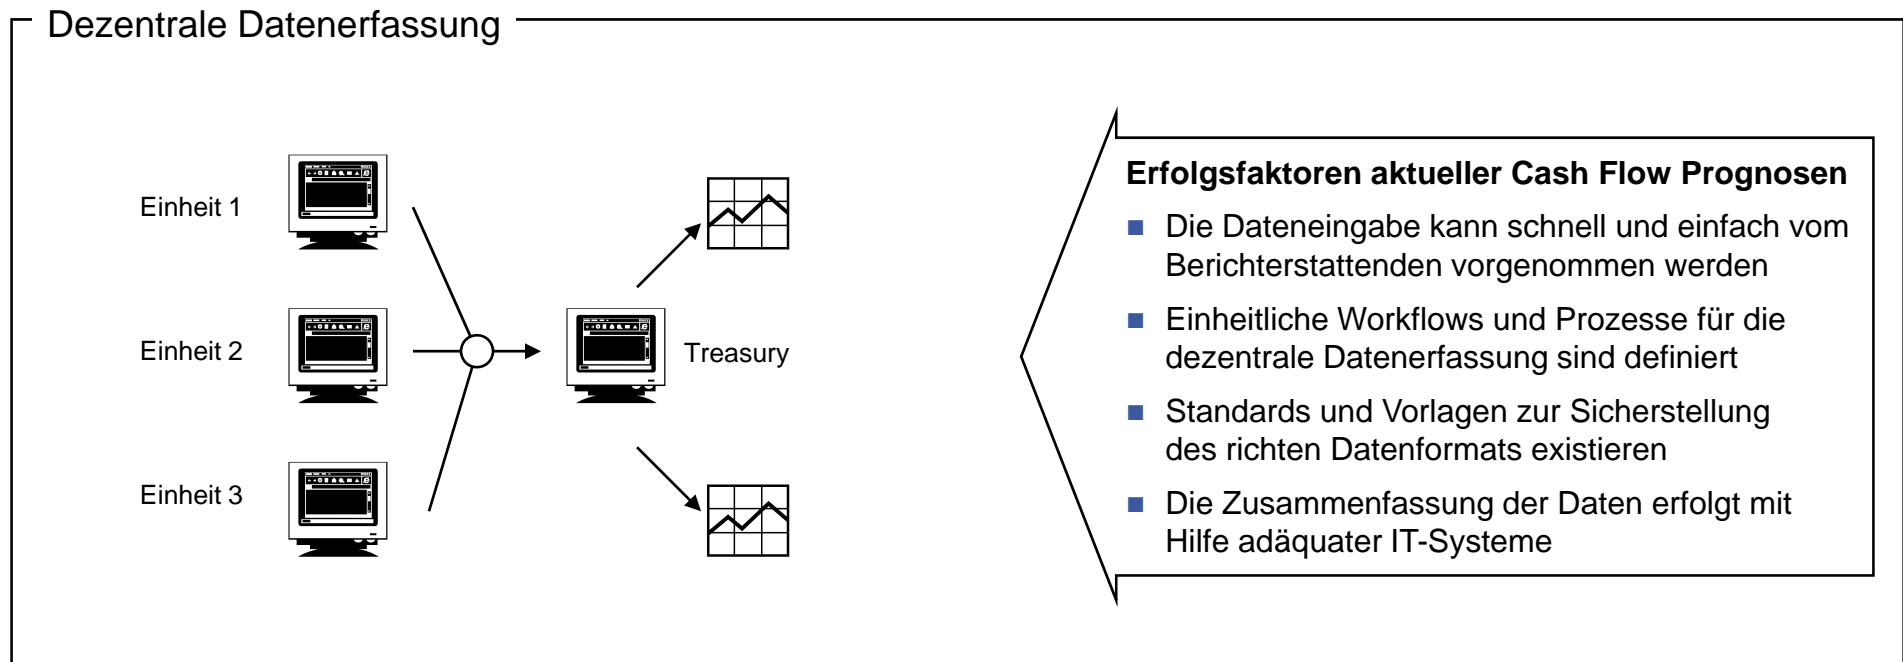 Dezentrale Datenerfassung
Einheit 1
Einheit 2
Einheit 3
Treasury
Erfolgsfaktoren aktueller Cash Flow Prognosen
Die Dateneingabe kann schnell und einfach vom
Berichterstattenden vorgenommen werden
Einheitliche Workflows und Prozesse für die
dezentrale Datenerfassung sind definiert
Standards und Vorlagen zur Sicherstellung
des richten Datenformats existieren
Die Zusammenfassung der Daten erfolgt mit
Hilfe adäquater IT-Systeme